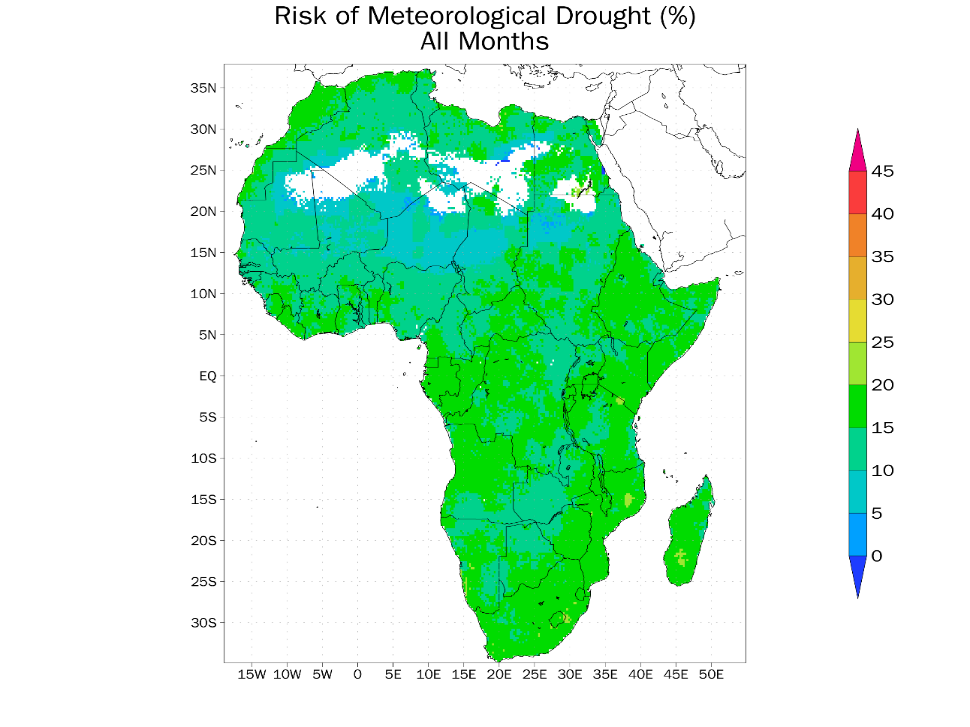 Risk of Meteorological Drought (%)
All Months
35N
30N
25N
20N
15N
10N
5N
EQ
5S
10S
15S
20S
25S
30S
15W 10W 5W 0 5E 10E 15E 20E 25E 30E 35E 40E 45E 50E
45
40
35
30
25
20
15
10
5
0